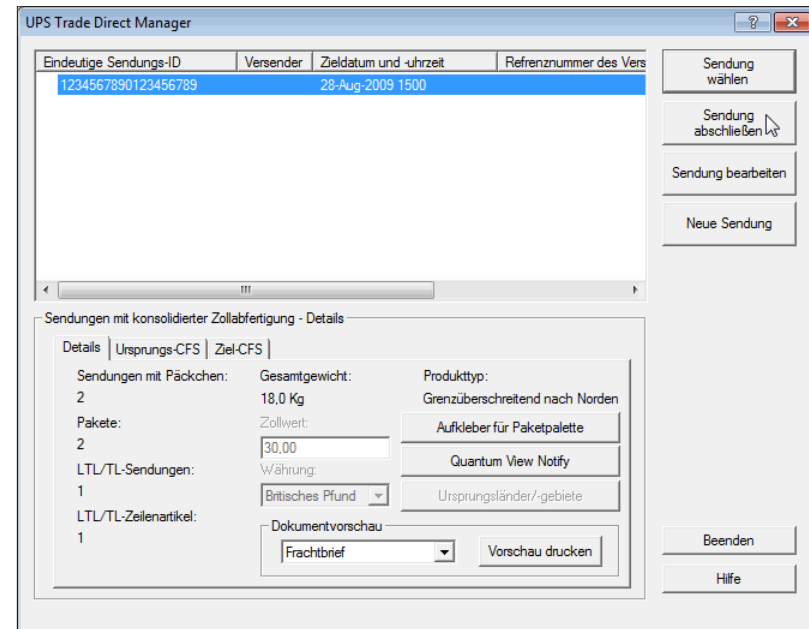 UPS Trade Direct Manager
Eindeutige Sendungs-ID Versender Zieldatum und -uhrzeit Refrenznummer des Vers
1234567890123456789 28-Aug-2009 1500
Sendung
wählen
Sendung
abschließen
Sendung bearbeiten
Neue Sendung
Sendungen mit konsolidierter Zollabfertigung - Details
Details Ursprungs-CFS Ziel-CFS
Sendungen mit Päckchen: Gesamtgewicht: Produkttyp:
2 18,0 Kg Grenzüberschreitend nach Norden
Pakete: Zollwert: Aufkleber für Paketpalette
2 30,00
LTL/TL-Sendungen: Währung: Quantum View Notify
1 Britisches Pfund Ursprungsländer/-gebiete
LTL/TL-Zeilenartikel:
1
Dokumentvorschau
Frachtbrief Vorschau drucken
Beenden
Hilfe